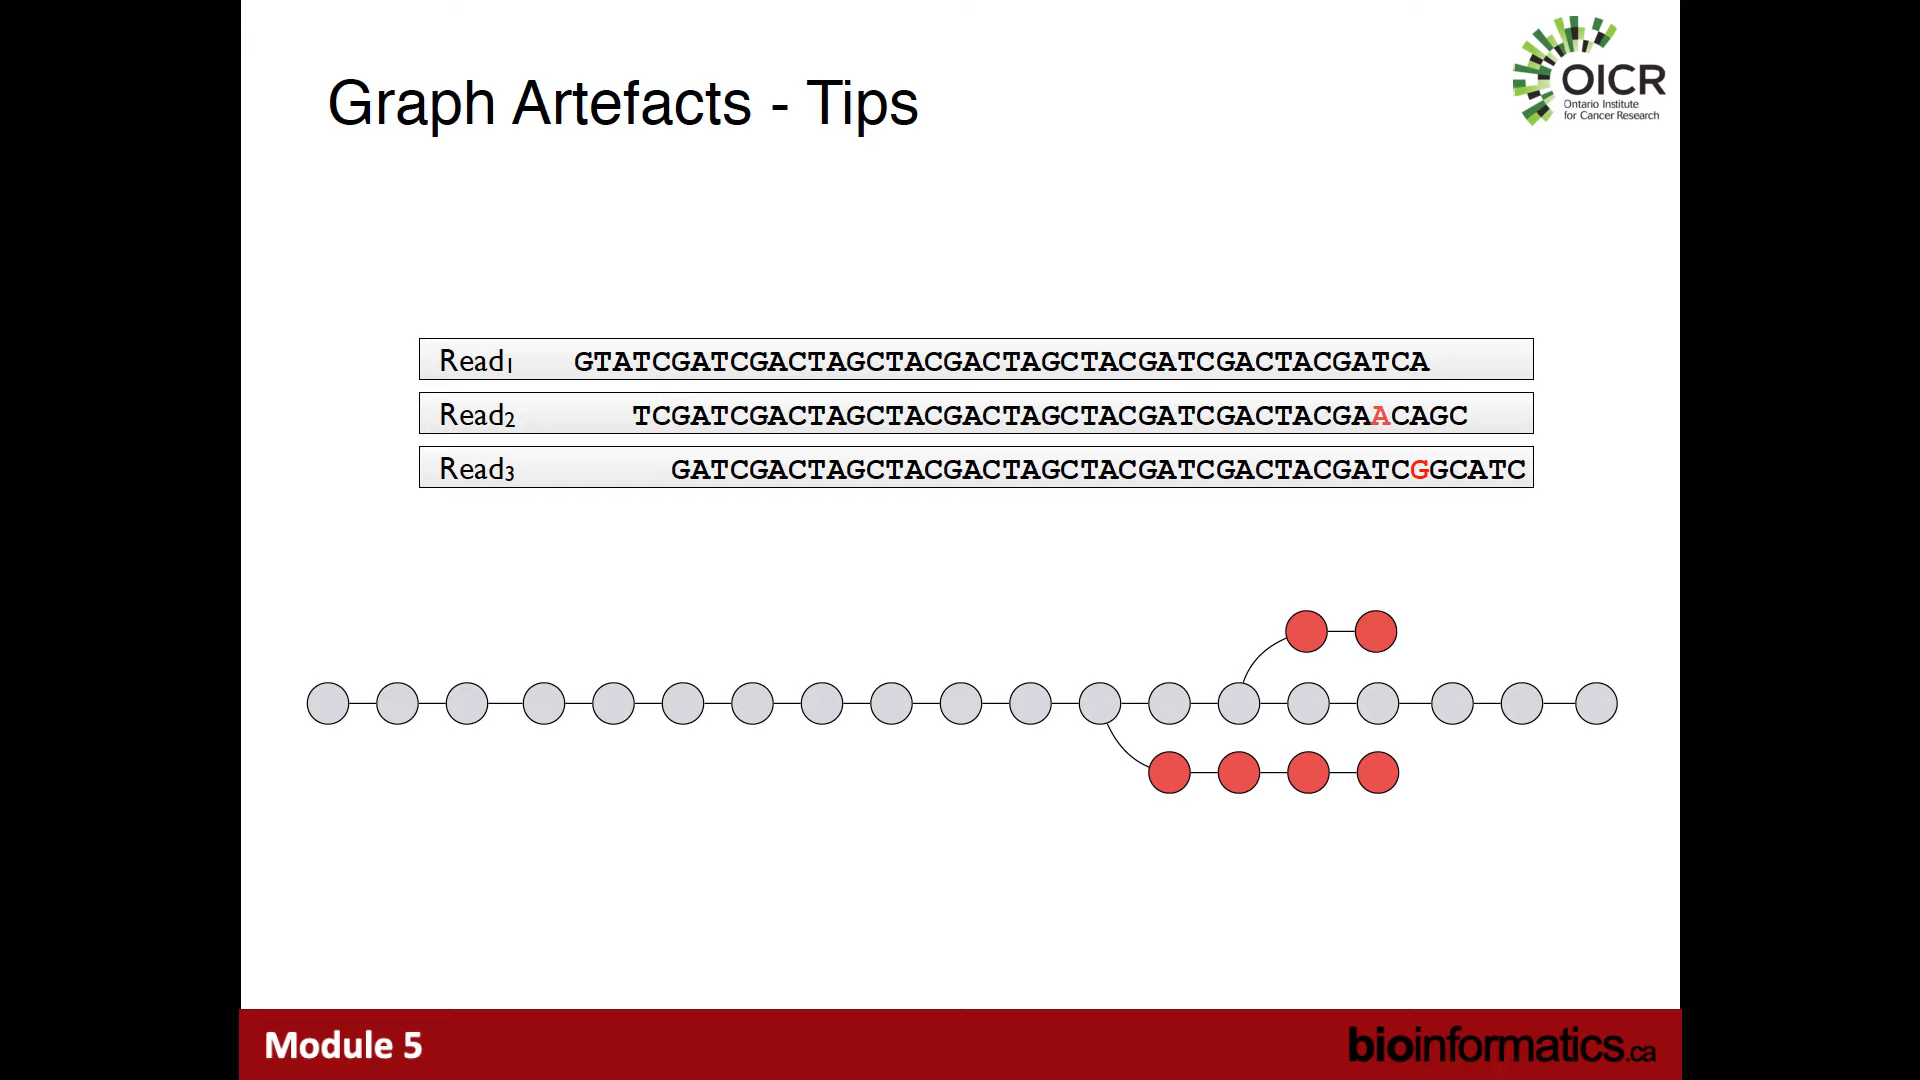 Graph Artefacts - Tips
OICR
Ontario Institute
for Cancer Research
Read1 GTATCGATCGACTAGCTACGACTAGCTACGATCGACTACGATCA
Read2 TCGATCGACTAGCTACGACTAGCTACGATCGACTACGAACAGC
Read3 GATCGACTAGCTACGACTAGCTACGATCGACTACGATCGGCATC
Module 5
bioinformatics.ca